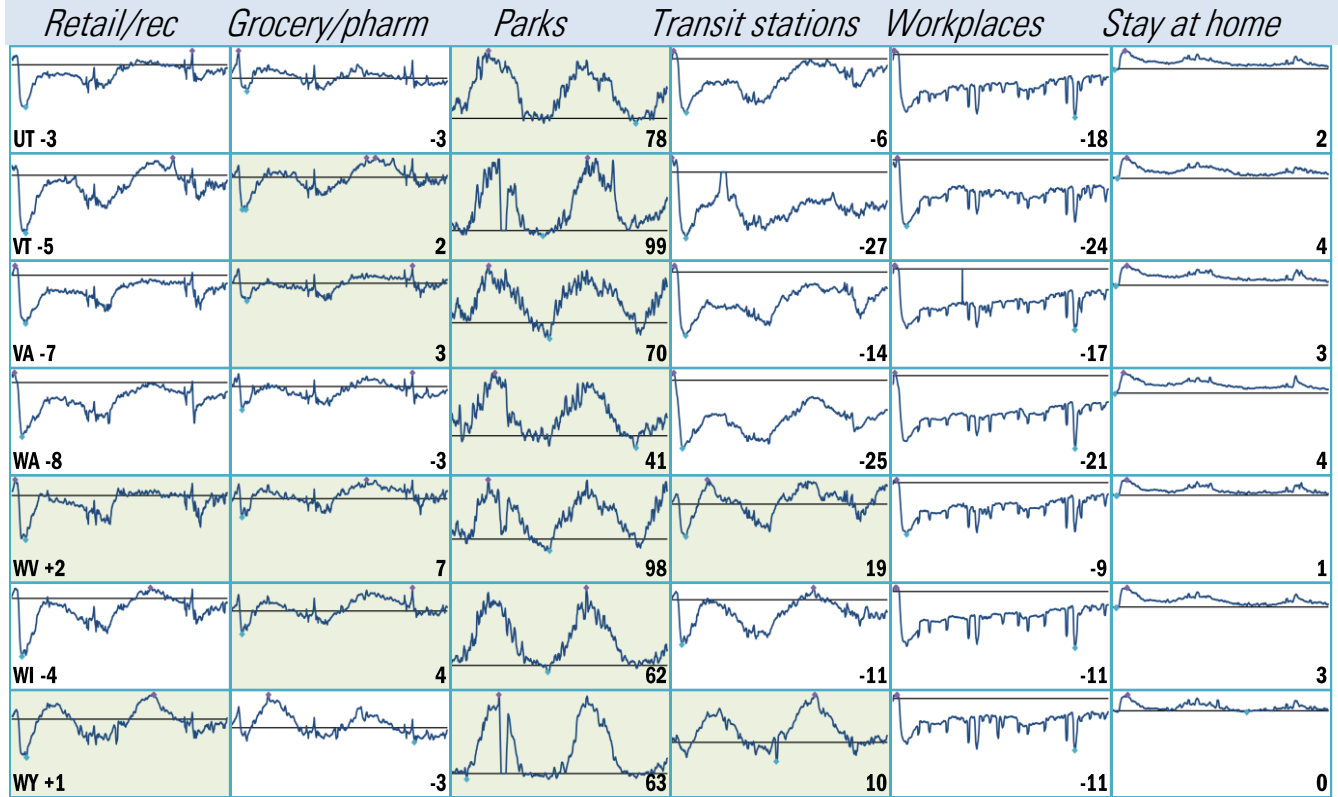 Retail/rec Grocery/pharm Parks Transit stations Workplaces Stay at home
UT -3 -3 78 -6 -18 2
VT -5 2 99 -27 -24 4
VA -7 3 70 -14 -17 3
WA -8 -3 41 -25 -21 4
WV +2 7 98 19 -9 1
WI -4 4 62 -11 -11 3
WY +1 -3 63 10 -11 0